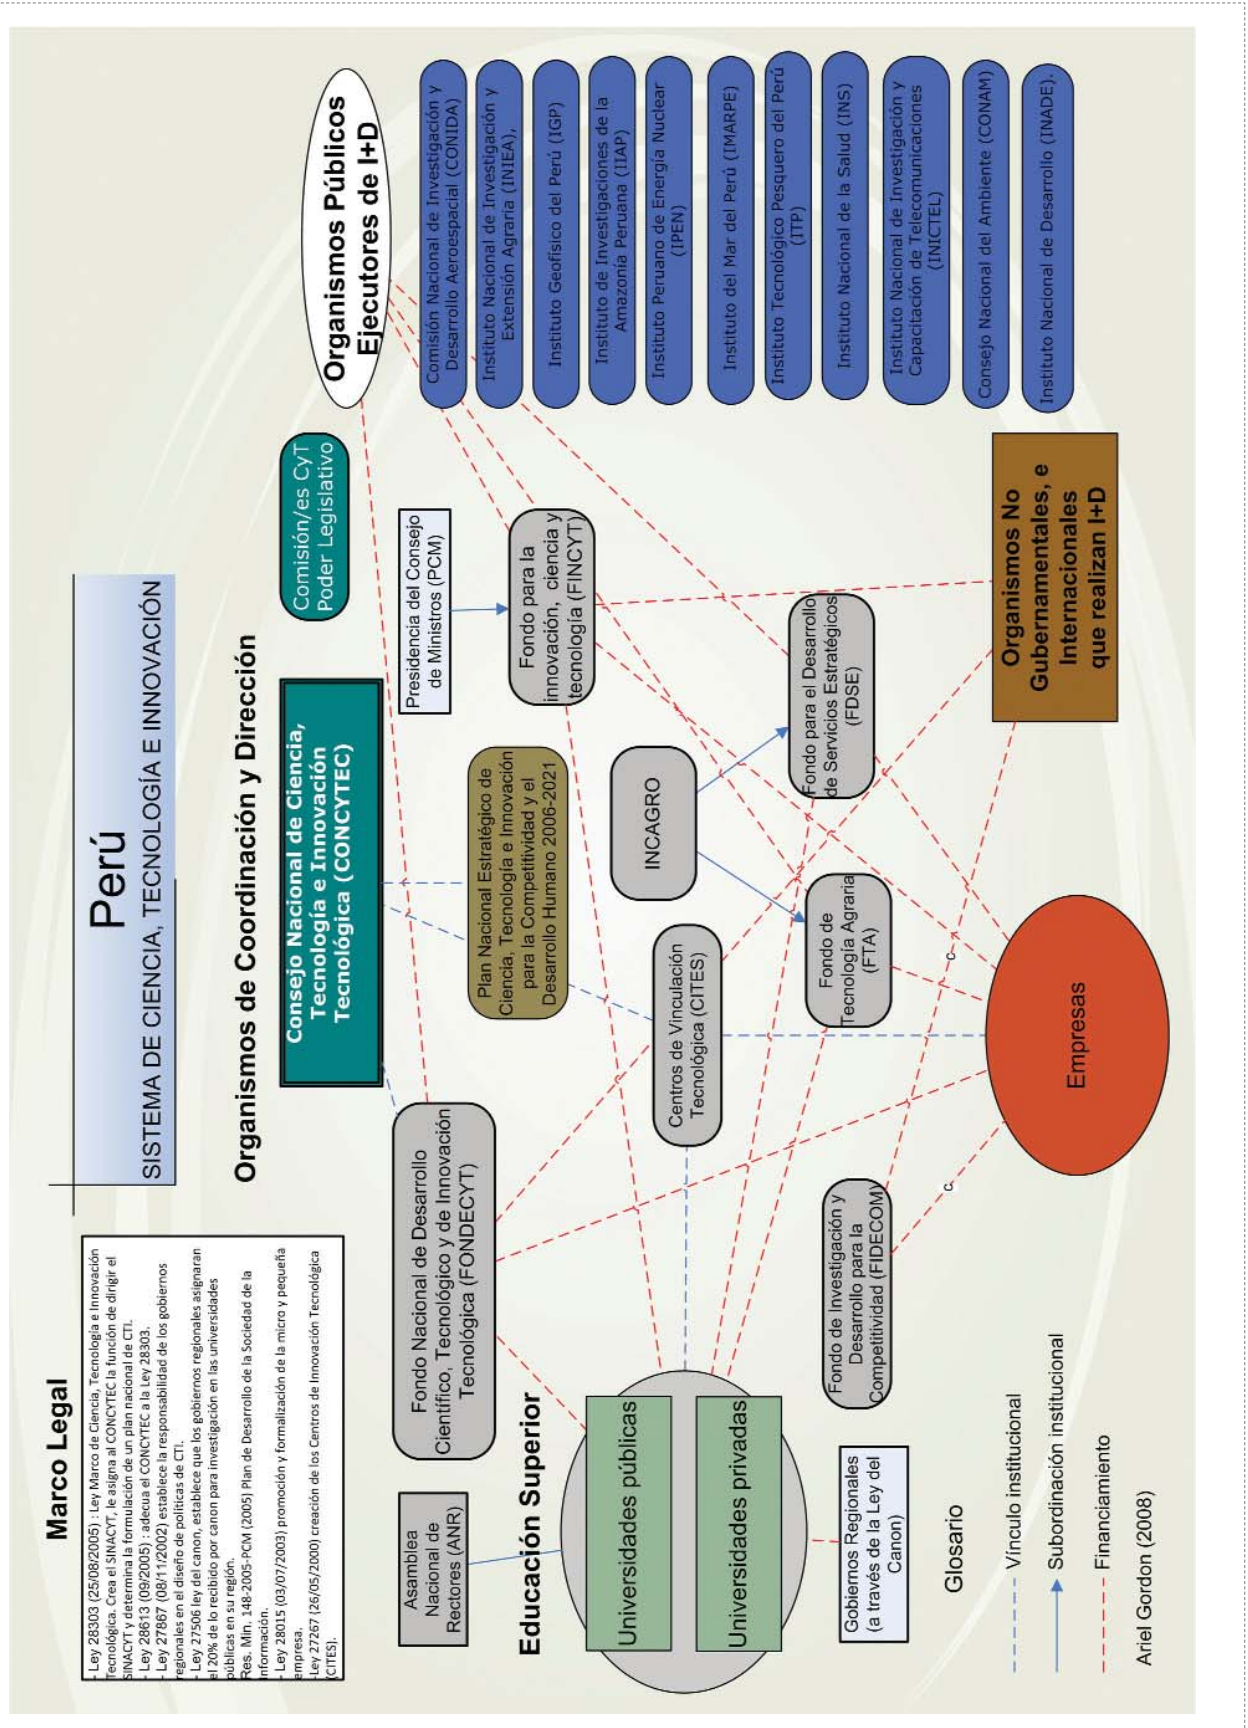 Perú
SISTEMA DE CIENCIA, TECNOLOGÍA E INNOVACIÓN
Marco Legal
- Ley 28303 (25/08/2005) : Ley Marco de Ciencia, Tecnología e Innovación
Tecnológica. Crea el SINACYT, le asigna al CONCYTEC la función de dirigir el
SINACYT y determina la formulación de un plan nacional de CTI.
- Ley 28613 (09/2005) : adecua el CONCYTEC a la Ley 28303.
- Ley 27867 (08/11/2002) establece la responsabilidad de los gobiernos
regionales en el diseño de políticas de CTI.
- Ley 27506 ley del canon, establece que los gobiernos regionales asignaran
el 20% de lo recibido por canon para investigación en las universidades
públicas en su región.
Res. Min. 148-2005-PCM (2005) Plan de Desarrollo de la Sociedad de la
Información.
- Ley 28015 (03/07/2003) promoción y formalización de la micro y pequeña
empresa.
-Ley 27267 (26/05/2000) creación de los Centros de Innovación Tecnológica
(CITES).
Organismos de Coordinación y Dirección
Consejo Nacional de Ciencia,
Tecnología e Innovación
Tecnológica (CONCYTEC)
Comisión/es CyT
Poder Legislativo
Organismos Públicos
Ejecutores de I+D
Asamblea
Nacional de
Rectores (ANR)
Fondo Nacional de Desarrollo
Científico, Tecnológico y de Innovación
Tecnológica (FONDECYT)
Plan Nacional Estratégico de
Ciencia, Tecnología e Innovación
para la Competitividad y el
Desarrollo Humano 2006-2021
Presidencia del Consejo
de Ministros (PCM)
Fondo para la
innovación, ciencia y
tecnología (FINCYT)
Comisión Nacional de Investigación y
Desarrollo Aeroespacial (CONIDA)
Instituto Nacional de Investigación y
Extensión Agraria (INIEA),
Instituto Geofísico del Perú (IGP)
Instituto de Investigaciones de la
Amazonía Peruana (IIAP)
Instituto Peruano de Energía Nuclear
(IPEN)
Instituto del Mar del Perú (IMARPE)
Instituto Tecnológico Pesquero del Perú
(ITP)
Instituto Nacional de la Salud (INS)
Instituto Nacional de Investigación y
Capacitación de Telecomunicaciones
(INICTEL)
Consejo Nacional del Ambiente (CONAM)
Instituto Nacional de Desarrollo (INADE).
Educación Superior
Universidades públicas
Universidades privadas
Centros de Vinculación
Tecnológica (CITES)
INCAGRO
Fondo de
Tecnología Agraria
(FTA)
Fondo para el Desarrollo
de Servicios Estratégicos
(FDSE)
Fondo de Investigación y
Desarrollo para la
Competitividad (FIDECOM)
Gobiernos Regionales
(a través de la Ley del
Canon)
c.
c.
Organismos No
Gubernamentales, e
Internacionales
que realizan I+D
Empresas
Glosario
Vínculo institucional
Subordinación institucional
Financiamiento
Ariel Gordon (2008)